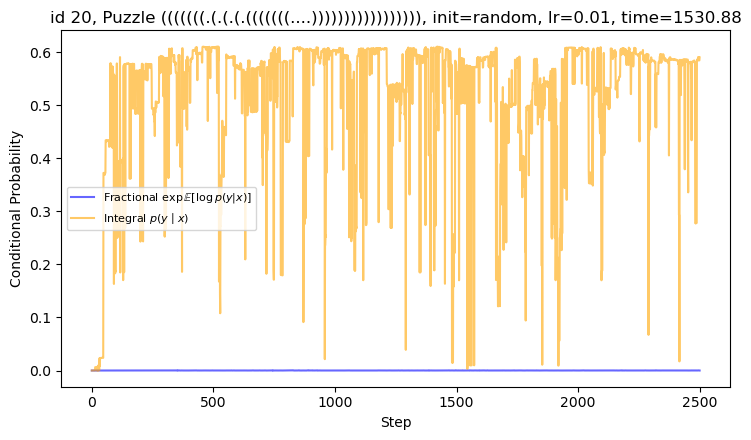 id 20, Puzzle (((((((.(.(.(.(((((((....))))))))))))))))), init=random, lr=0.01, time=1530.88
Conditional Probability
0.6
0.5
0.4
0.3
0.2
0.1
0.0
Fractional exp𝔼[log p(y|x)]
Integral p(y | x)
0 500 1000 1500 2000 2500
Step